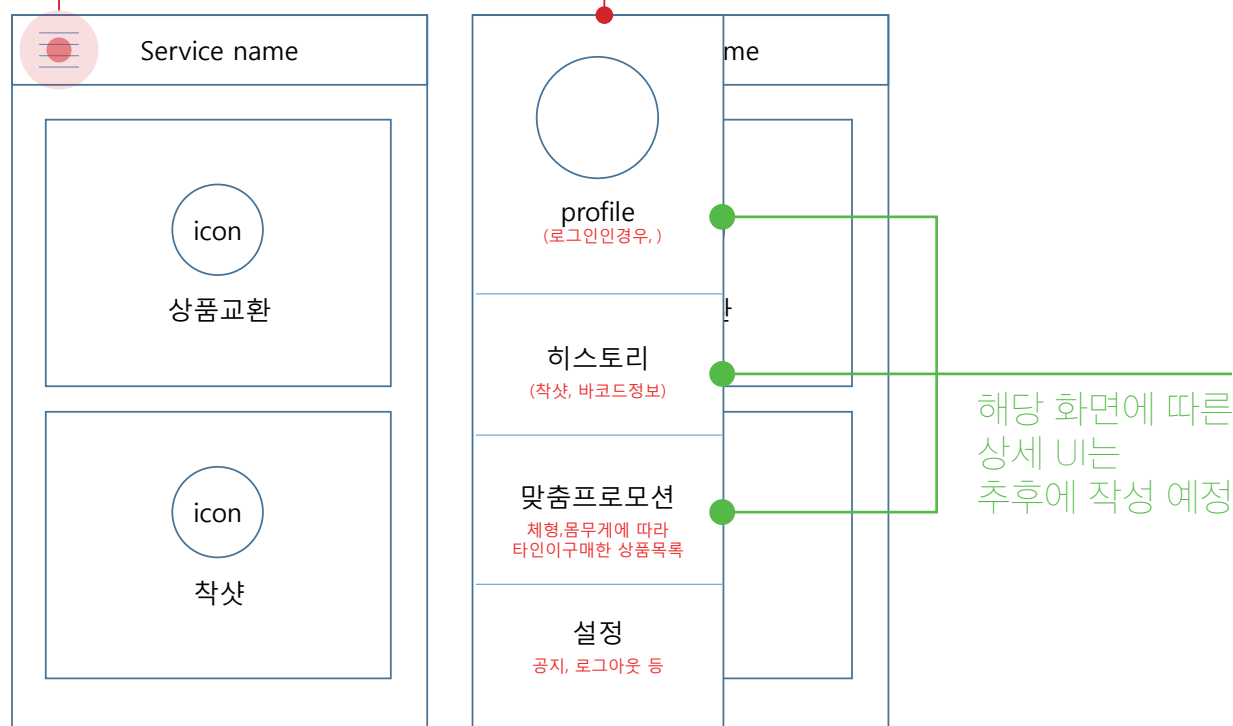 Service name
icon
상품교환
icon
착샷
me
profile
(로그인인경우, )
히스토리
(착샷, 바코드정보)
맞춤프로모션
체형,몸무게에 따라
타인이구매한 상품목록
설정
공지, 로그아웃 등
해당 화면에 따른
상세 UI는
추후에 작성 예정